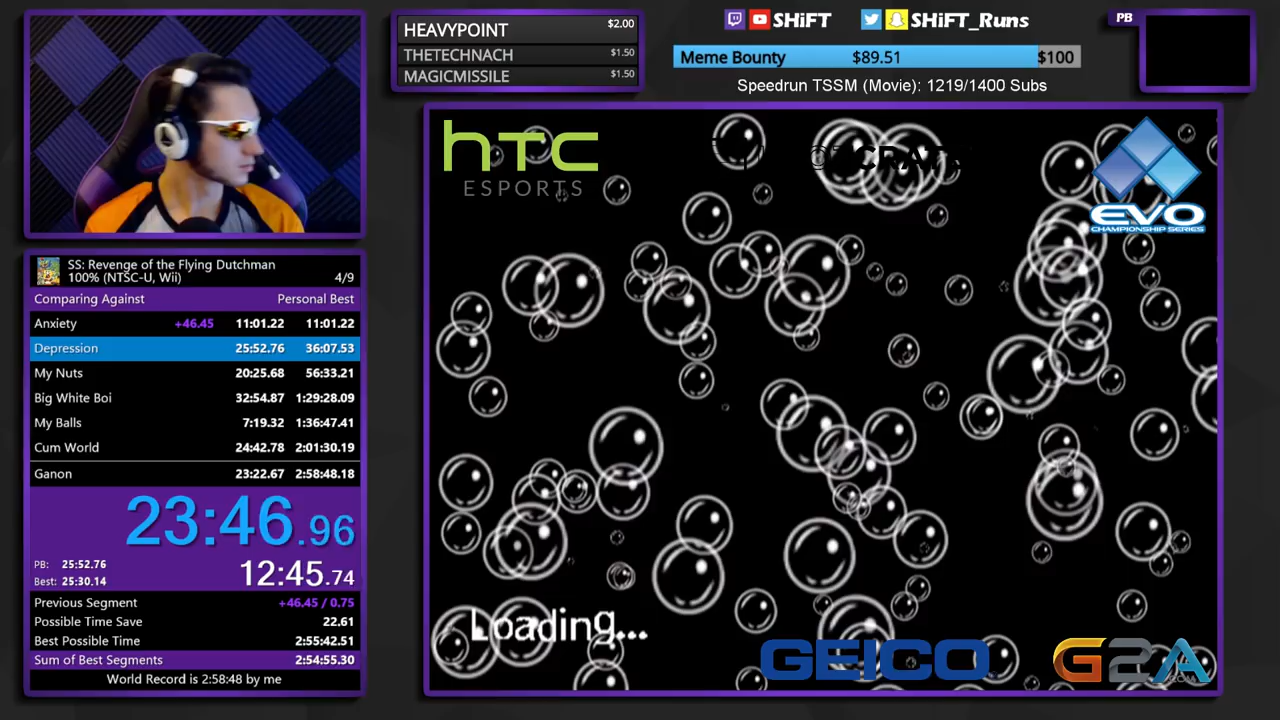 HEAVYPOINT $2.00
THETECHNACH $1.50
MAGICMISSILE $1.50
SHiFT SHiFT_Runs
Meme Bounty $89.51 $100
Speedrun TSSM (Movie): 1219/1400 Subs
PB
SS: Revenge of the Flying Dutchman
100% (NTSC-U, Wii) 4/9
Comparing Against Personal Best
Anxiety +46.45 11:01.22 11:01.22
Depression 25:52.76 36:07.53
My Nuts 20:25.68 56:33.21
Big White Boi 32:54.87 1:29:28.09
My Balls 7:19.32 1:36:47.41
Cum World 24:42.78 2:01:30.19
Ganon 23:22.67 2:58:48.18
23:46.96
PB: 25:52.76
Best: 25:30.14
12:45.74
Previous Segment +46.45 / 0.75
Possible Time Save 22.61
Best Possible Time 2:55:42.51
Sum of Best Segments 2:54:55.30
World Record is 2:58:48 by me
hTC
ESPORTS
CRATE
EVO
CHAMPIONSHIP SERIES
Loading...
GEICO
G2A
.COM